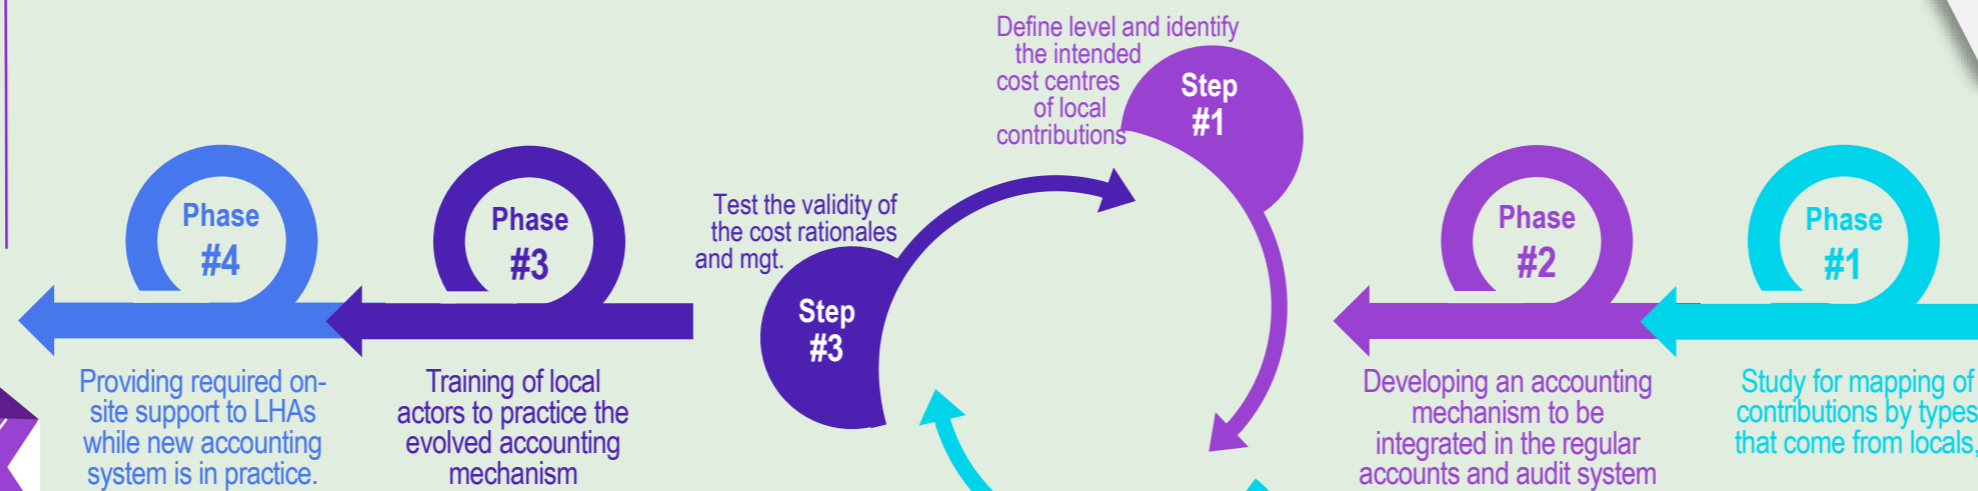 Define level and identify
the intended
cost centres
of local
contributions
Step
#1
Test the validity of
the cost rationales
and mgt.
Step
#3
Phase
#4
Providing required on-
site support to LHAs
while new accounting
system is in practice.
Phase
#3
Training of local
actors to practice the
evolved accounting
mechanism
Phase
#2
Developing an accounting
mechanism to be
integrated in the regular
accounts and audit system
Phase
#1
Study for mapping of
contributions by types
that come from locals,